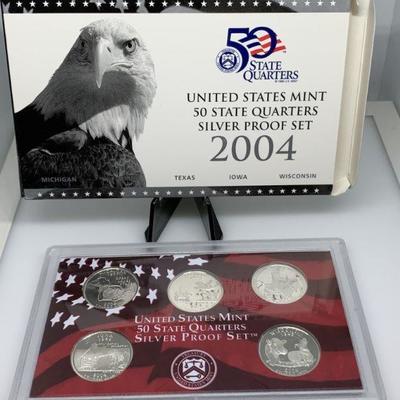 50
STATE
QUARTERS
UNITED STATES MINT
50 STATE QUARTERS
SILVER PROOF SET
2004
MICHIGAN TEXAS IOWA WISCONSIN
UNITED STATES MINT
50 STATE QUARTERS
SILVER PROOF SET™